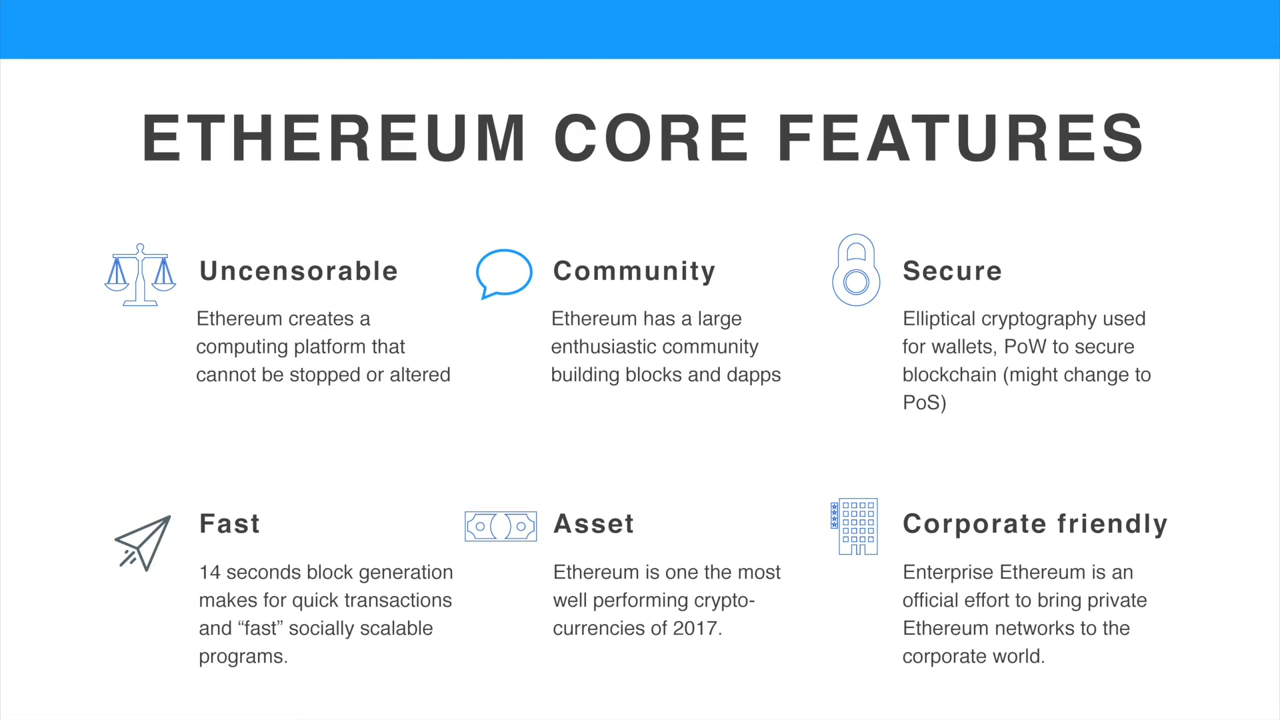 ETHEREUM CORE FEATURES
Uncensorable
Ethereum creates a
computing platform that
cannot be stopped or altered
Community
Ethereum has a large
enthusiastic community
building blocks and dapps
Secure
Elliptical cryptography used
for wallets, PoW to secure
blockchain (might change to
PoS)
Fast
14 seconds block generation
makes for quick transactions
and “fast” socially scalable
programs.
Asset
Ethereum is one the most
well performing crypto-
currencies of 2017.
Corporate friendly
Enterprise Ethereum is an
official effort to bring private
Ethereum networks to the
corporate world.